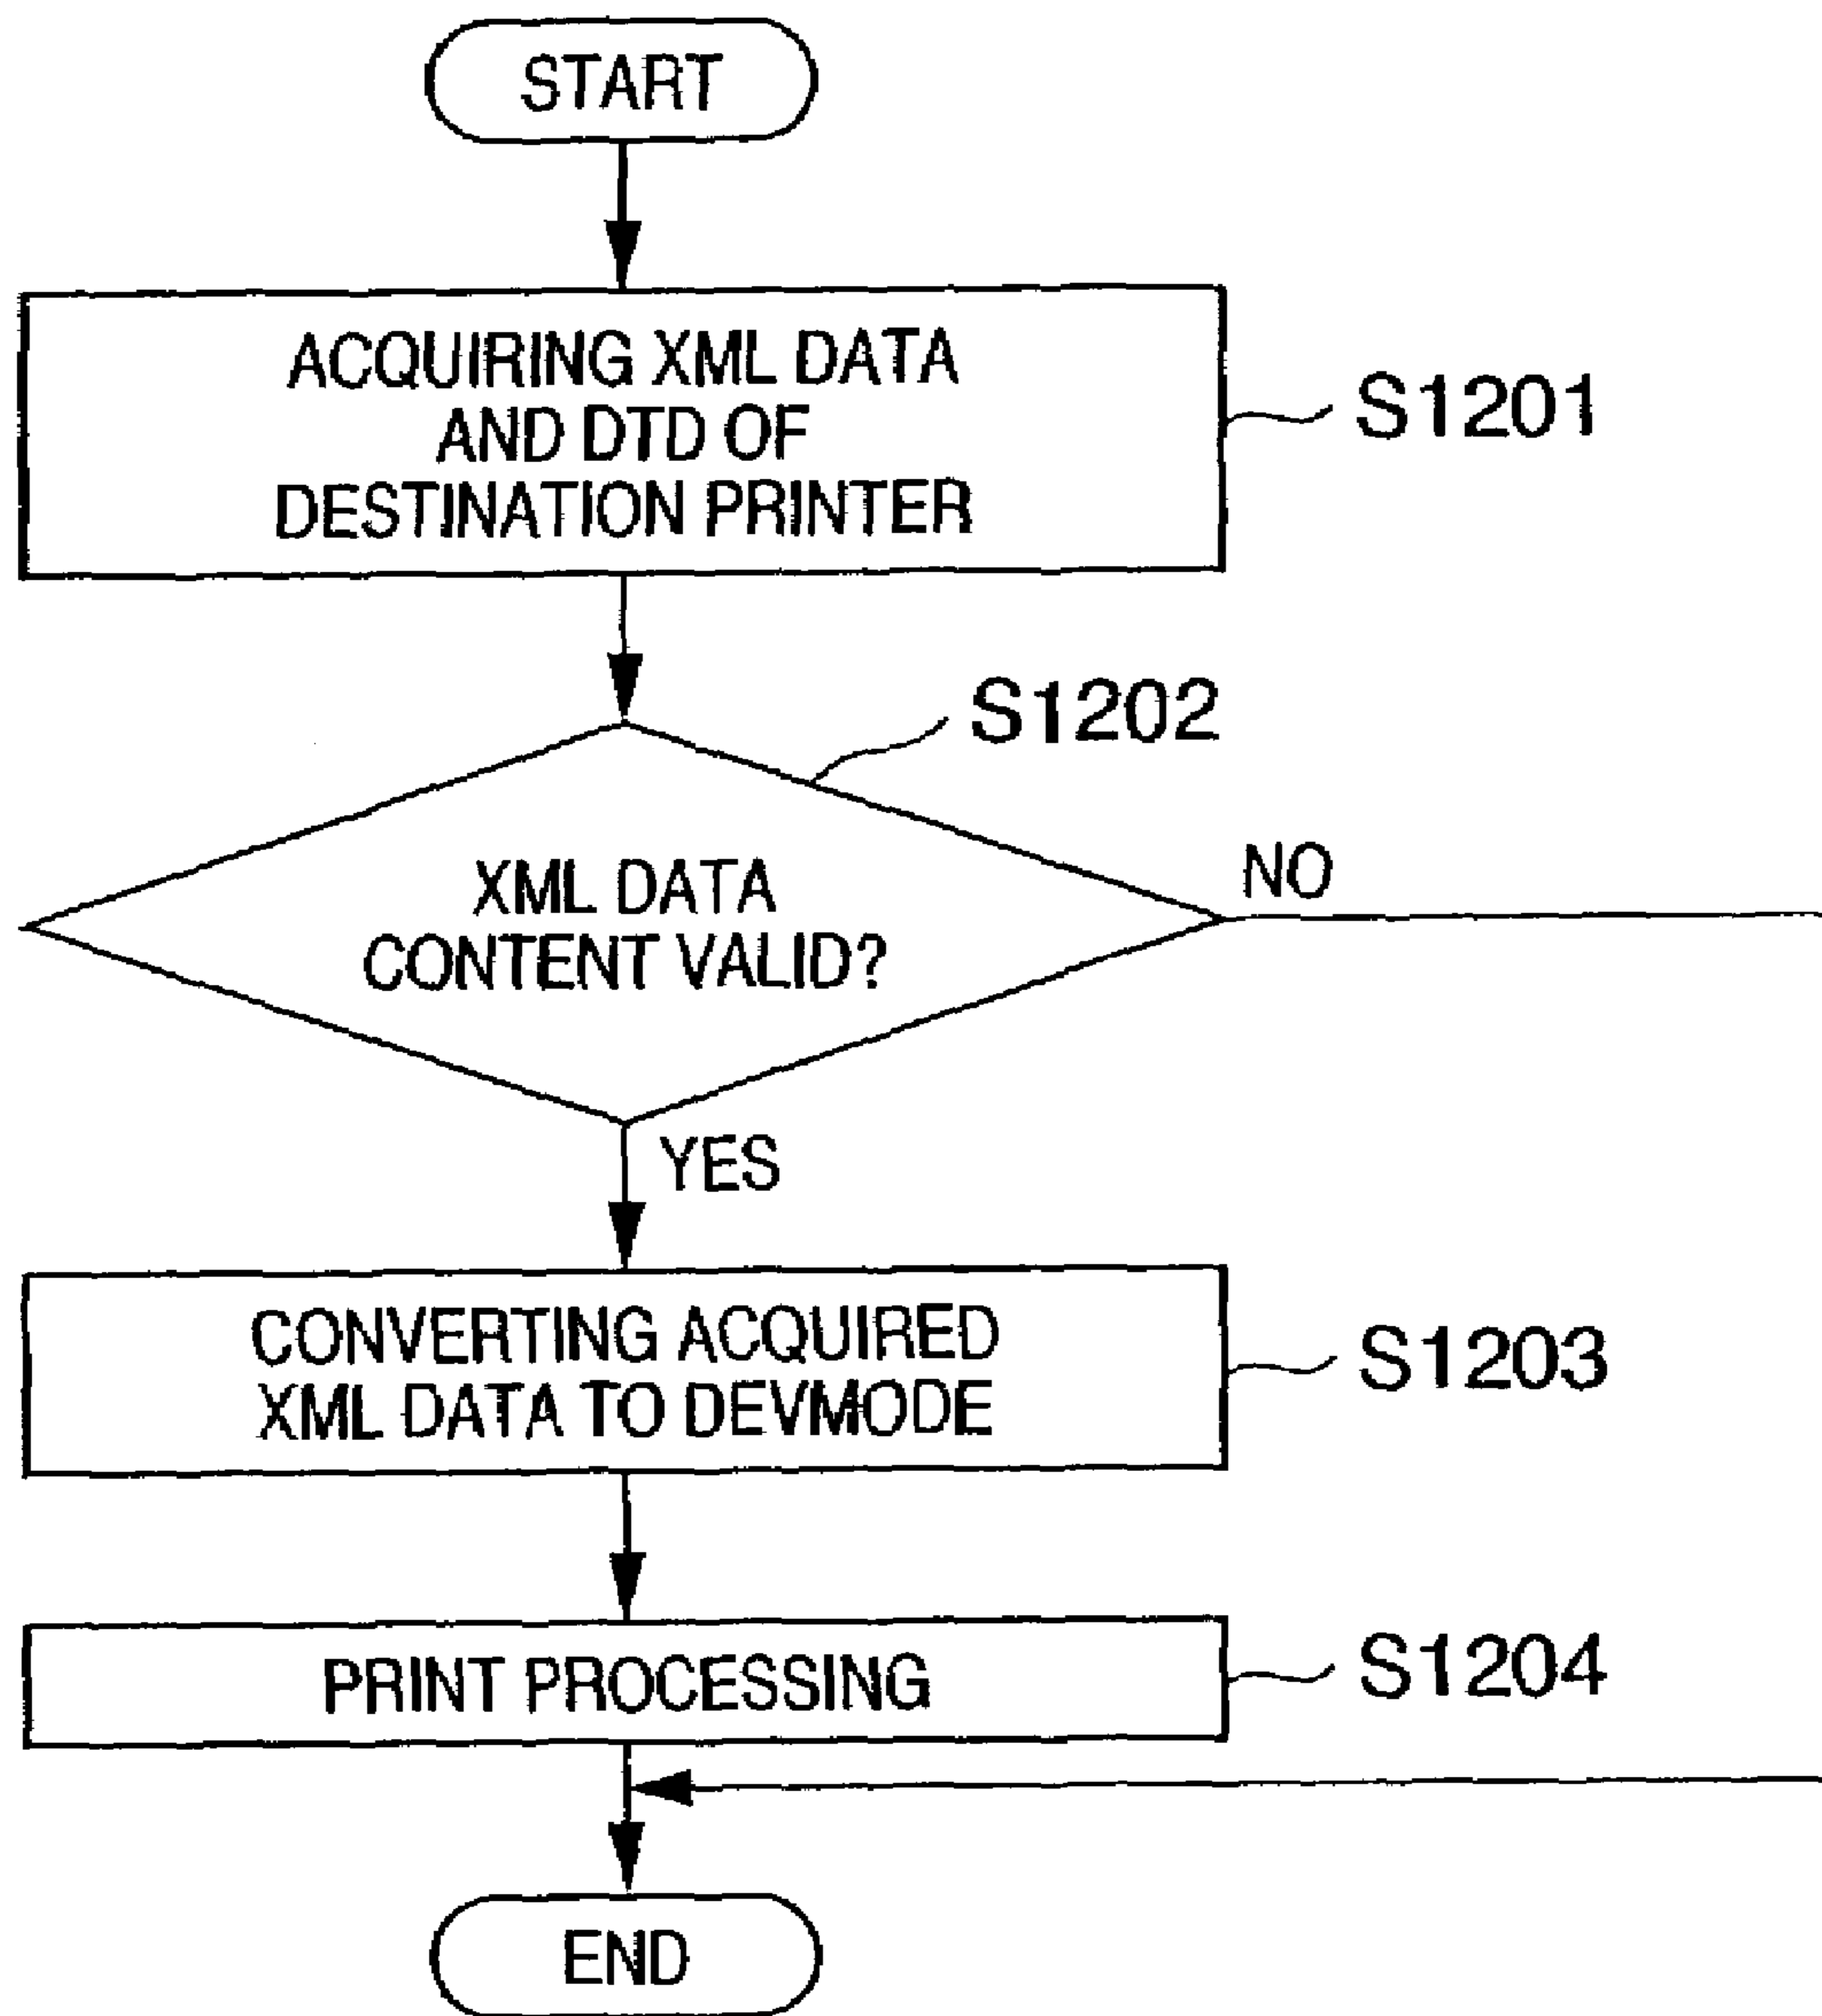 START
ACQUIRING XML DATA
AND DTD OF
DESTINATION PRINTER
S1201
S1202
XML DATA
CONTENT VALID?
NO
YES
CONVERTING ACQUIRED
XML DATA TO DEVMODE
S1203
PRINT PROCESSING
S1204
END